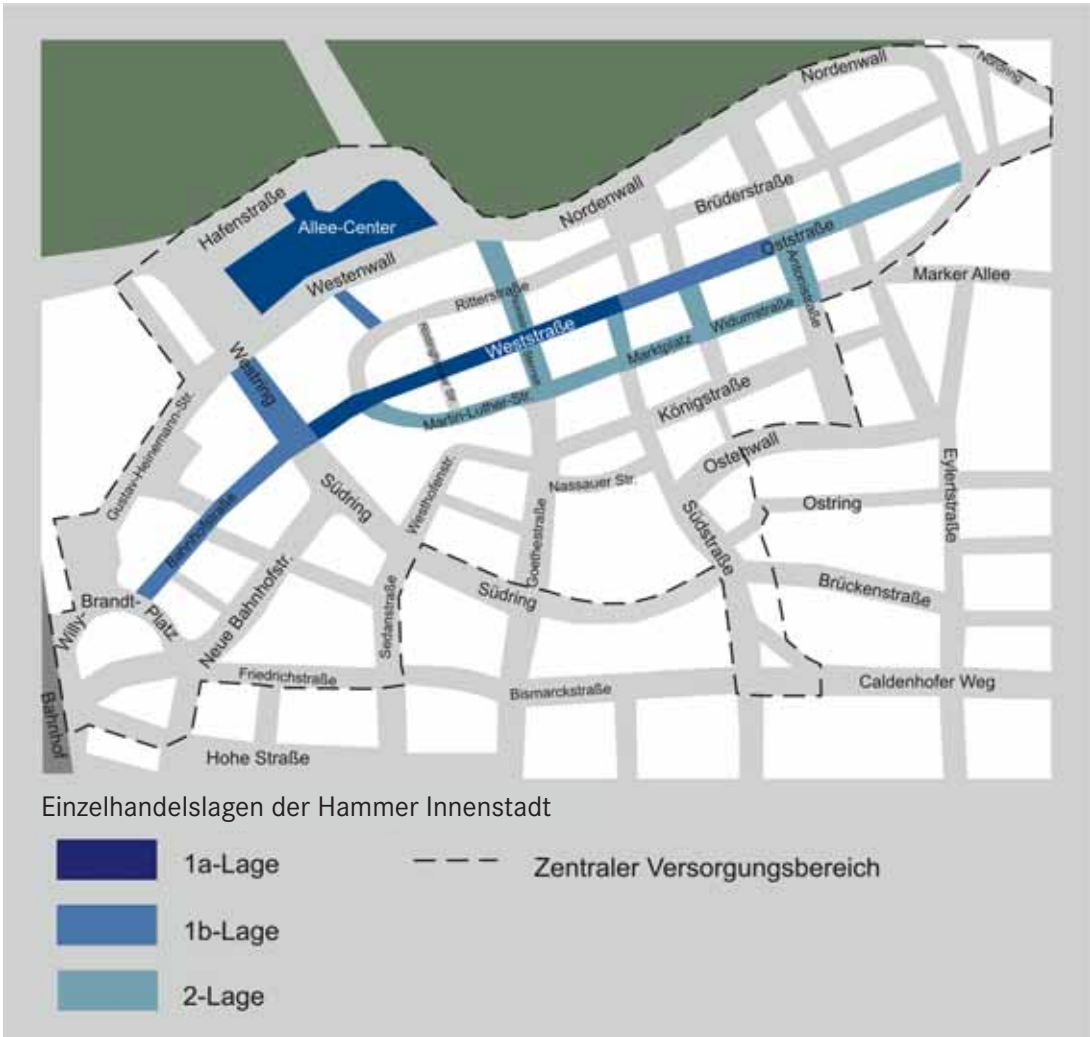 Nordenwall
Nordring
Hafenstraße
Allee-Center
Westenwall
Nordenwall
Brüderstraße
Oststraße
Antonistraße
Marker Allee
Ritterstraße
Weststraße
Widumstraße
Marktplatz
Martin-Luther-Str.
Königstraße
Westring
Gustav-Heinemann-Str.
Bahnhofstraße
Südring
Westhofenstr.
Nassauer Str.
Ostenwall
Ostring
Eylertstraße
Goethestraße
Südstraße
Brückenstraße
Südring
Sedanstraße
Neue Bahnhofstr.
Willy-
Brandt-
Platz
Friedrichstraße
Bismarckstraße
Caldenhofer Weg
Bahnhof
Hohe Straße
Einzelhandelslagen der Hammer Innenstadt
1a-Lage
Zentraler Versorgungsbereich
1b-Lage
2-Lage